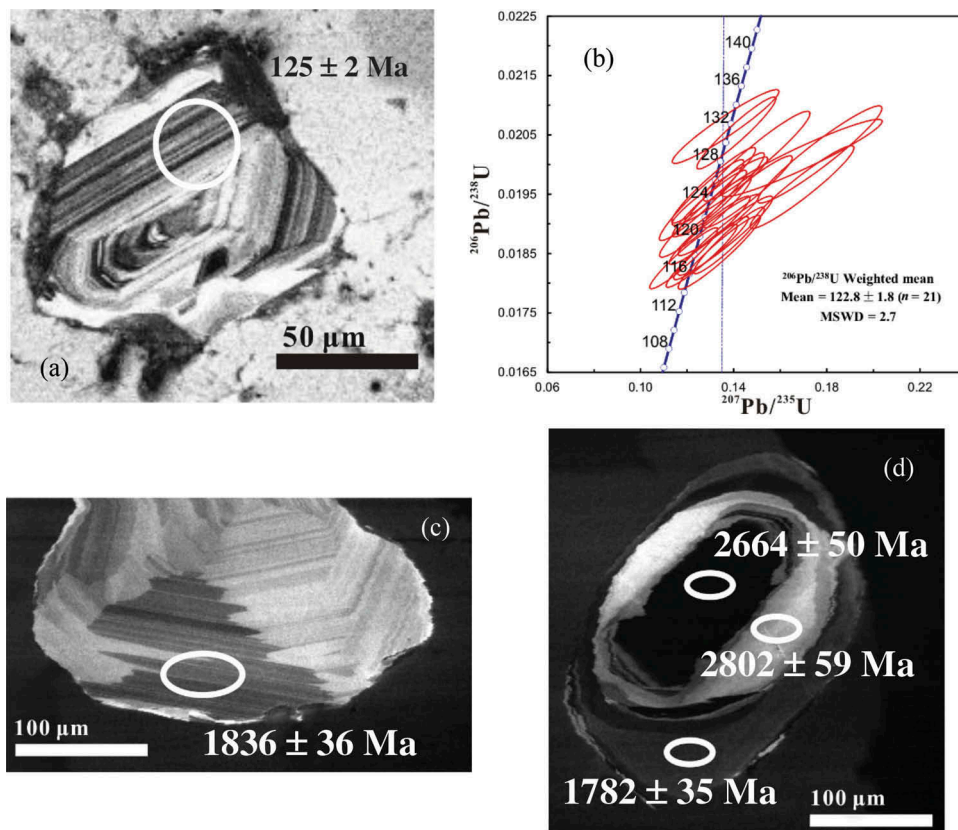 125 ± 2 Ma
50 µm
(a)
(b)
0.0225
0.0215
0.0205
0.0195
0.0185
0.0175
0.0165
²⁰⁶Pb/²³⁸U
140
136
132
128
124
120
116
112
108
²⁰⁶Pb/²³⁸U Weighted mean
Mean = 122.8 ± 1.8 (n = 21)
MSWD = 2.7
0.06
0.10
0.14
0.18
0.22
²⁰⁷Pb/²³⁵U
(c)
100 µm
1836 ± 36 Ma
(d)
2664 ± 50 Ma
2802 ± 59 Ma
1782 ± 35 Ma
100 µm